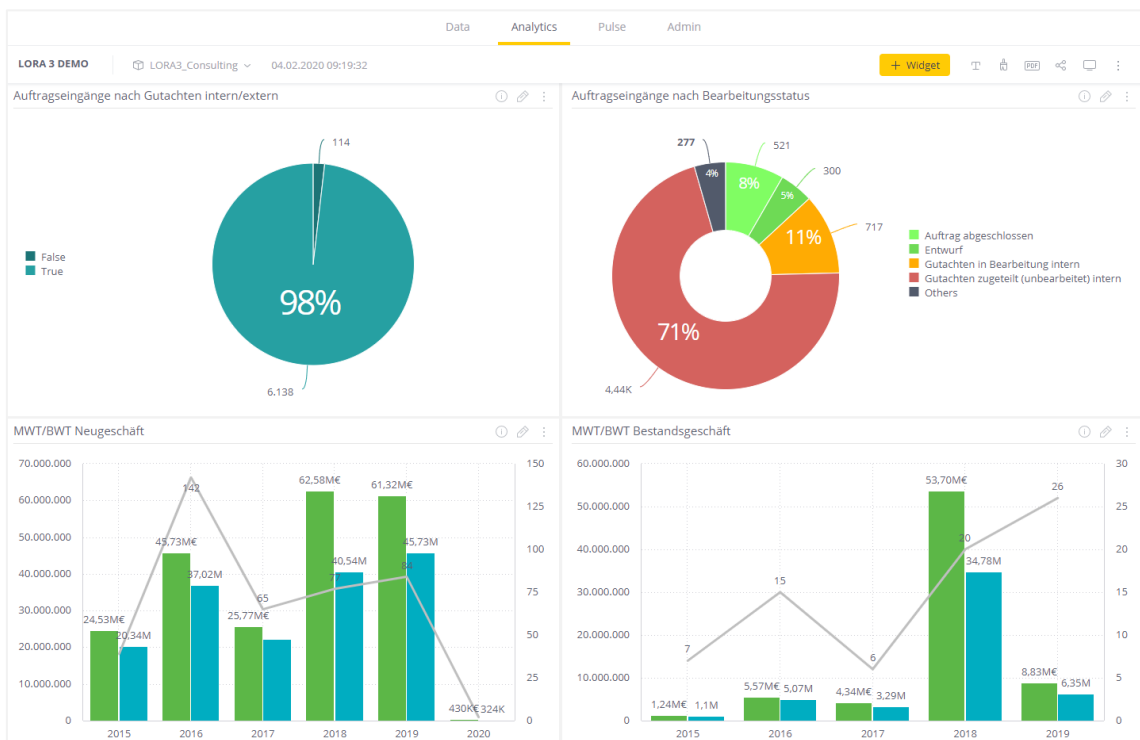 Data Analytics Pulse Admin
LORA 3 DEMO LORA3_Consulting 04.02.2020 09:19:32 + Widget PDF
Auftragseingänge nach Gutachten intern/extern
114
False
True
98%
6.138
Auftragseingänge nach Bearbeitungsstatus
277
521
4%
8%
300
5%
717
11%
Auftrag abgeschlossen
Entwurf
Gutachten in Bearbeitung intern
Gutachten zugeteilt (unbearbeitet) intern
Others
71%
4,44K
MWT/BWT Neugeschäft
70.000.000 150
62,58M€ 61,32M€
142
60.000.000 125
50.000.000
45,73M€ 45,73M
40,54M
40.000.000 100
37,02M
77 84
75
30.000.000
24,53M€ 25,77M€ 65
20,34M
20.000.000 50
10.000.000 25
430K€ 324K
0 0
2015 2016 2017 2018 2019 2020
MWT/BWT Bestandsgeschäft
60.000.000 30
53,70M€ 26
50.000.000 25
40.000.000 20
20
34,78M
30.000.000 15
15
20.000.000 10
7 6
10.000.000 5
1,24M€ 1,1M 5,57M€ 5,07M 4,34M€ 3,29M 8,83M€ 6,35M
0 0
2015 2016 2017 2018 2019